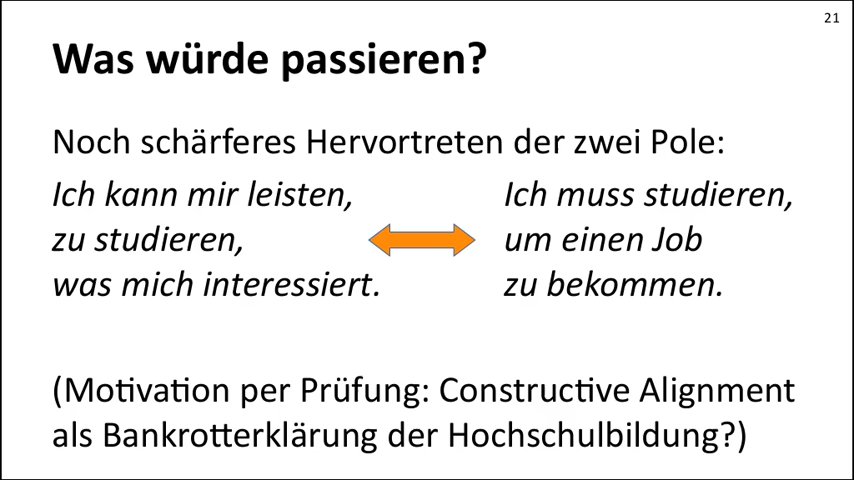 21
Was würde passieren?
Noch schärferes Hervortreten der zwei Pole:
Ich kann mir leisten,
zu studieren,
was mich interessiert.
Ich muss studieren,
um einen Job
zu bekommen.
(Motivation per Prüfung: Constructive Alignment
als Bankrotterklärung der Hochschulbildung?)